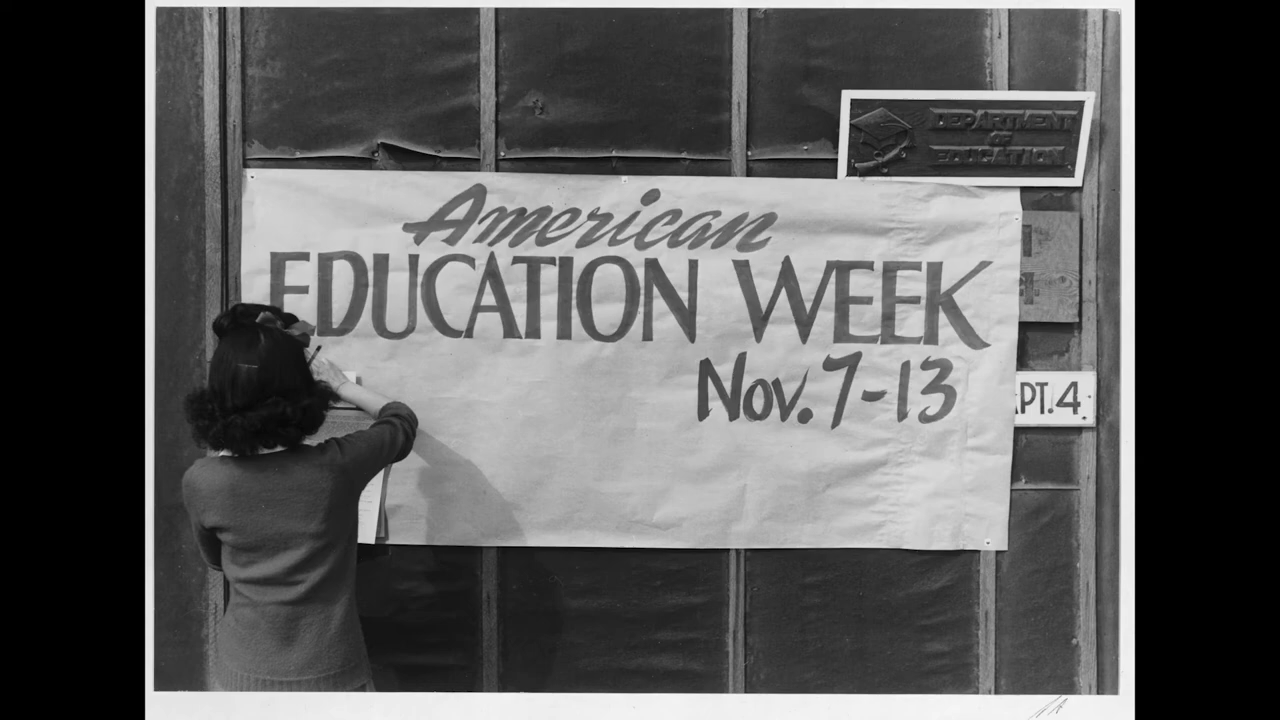 DEPARTMENT
OF
EDUCATION
American
EDUCATION WEEK
Nov. 7-13
PT. 4